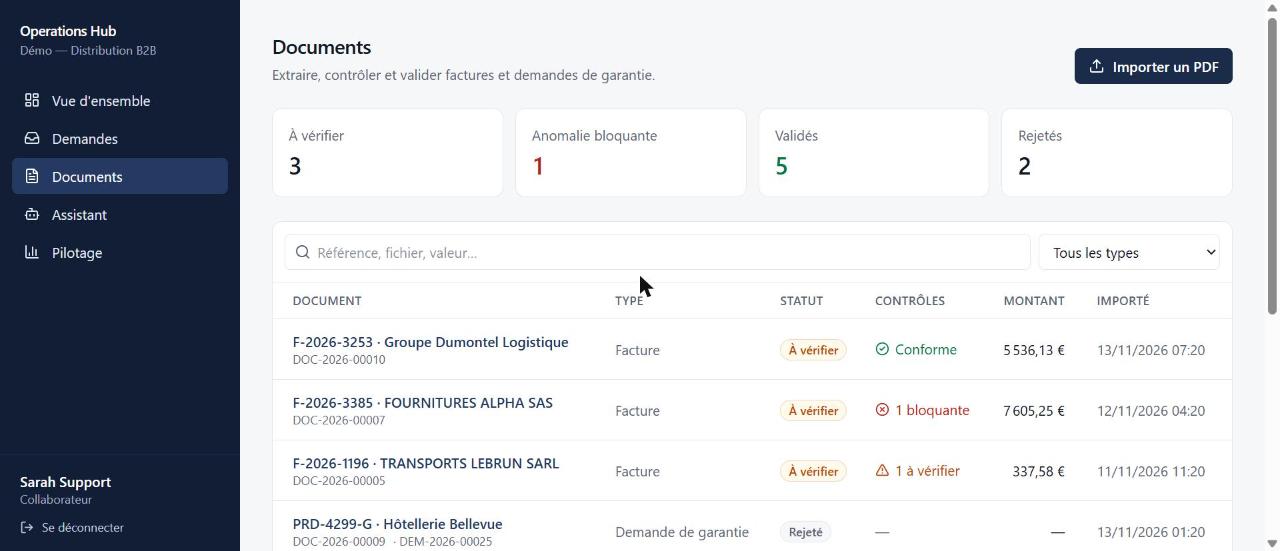 Operations Hub
Démo — Distribution B2B
Vue d'ensemble
Demandes
Documents
Assistant
Pilotage
Sarah Support
Collaborateur
Se déconnecter
Documents
Extraire, contrôler et valider factures et demandes de garantie.
Importer un PDF
À vérifier
3
Anomalie bloquante
1
Validés
5
Rejetés
2
Référence, fichier, valeur...
Tous les types
DOCUMENT TYPE STATUT CONTRÔLES MONTANT IMPORTÉ
F-2026-3253 · Groupe Dumontel Logistique Facture À vérifier Conforme 5 536,13 € 13/11/2026 07:20
DOC-2026-00010
F-2026-3385 · FOURNITURES ALPHA SAS Facture À vérifier 1 bloquante 7 605,25 € 12/11/2026 04:20
DOC-2026-00007
F-2026-1196 · TRANSPORTS LEBRUN SARL Facture À vérifier 1 à vérifier 337,58 € 11/11/2026 11:20
DOC-2026-00005
PRD-4299-G · Hôtellerie Bellevue Demande de garantie Rejeté — — 13/11/2026 01:20
DOC-2026-00009 · DEM-2026-00025